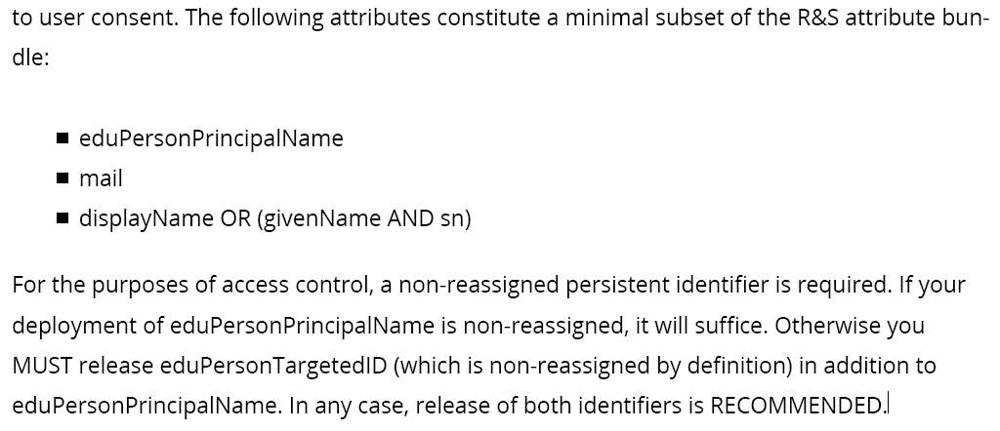 to user consent. The following attributes constitute a minimal subset of the R&S attribute bun-
dle:
▪ eduPersonPrincipalName
▪ mail
▪ displayName OR (givenName AND sn)
For the purposes of access control, a non-reassigned persistent identifier is required. If your
deployment of eduPersonPrincipalName is non-reassigned, it will suffice. Otherwise you
MUST release eduPersonTargetedID (which is non-reassigned by definition) in addition to
eduPersonPrincipalName. In any case, release of both identifiers is RECOMMENDED.